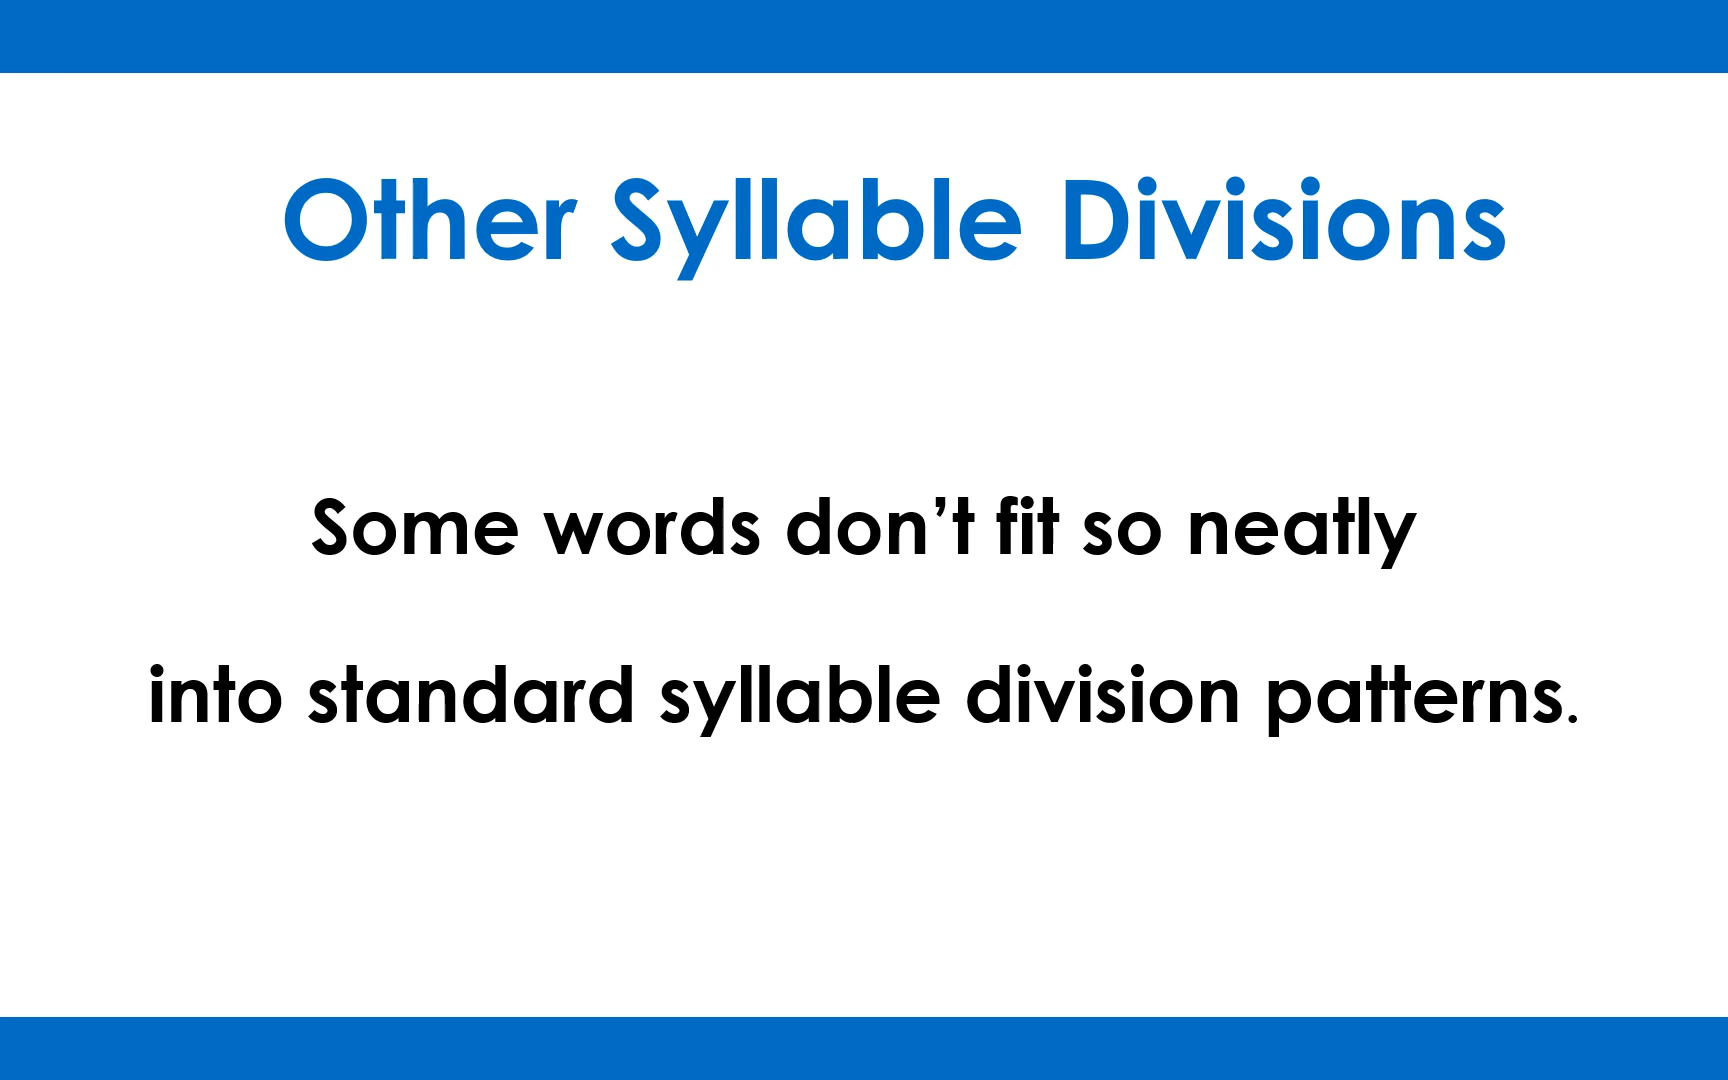 Other Syllable Divisions
Some words don’t fit so neatly
into standard syllable division patterns.